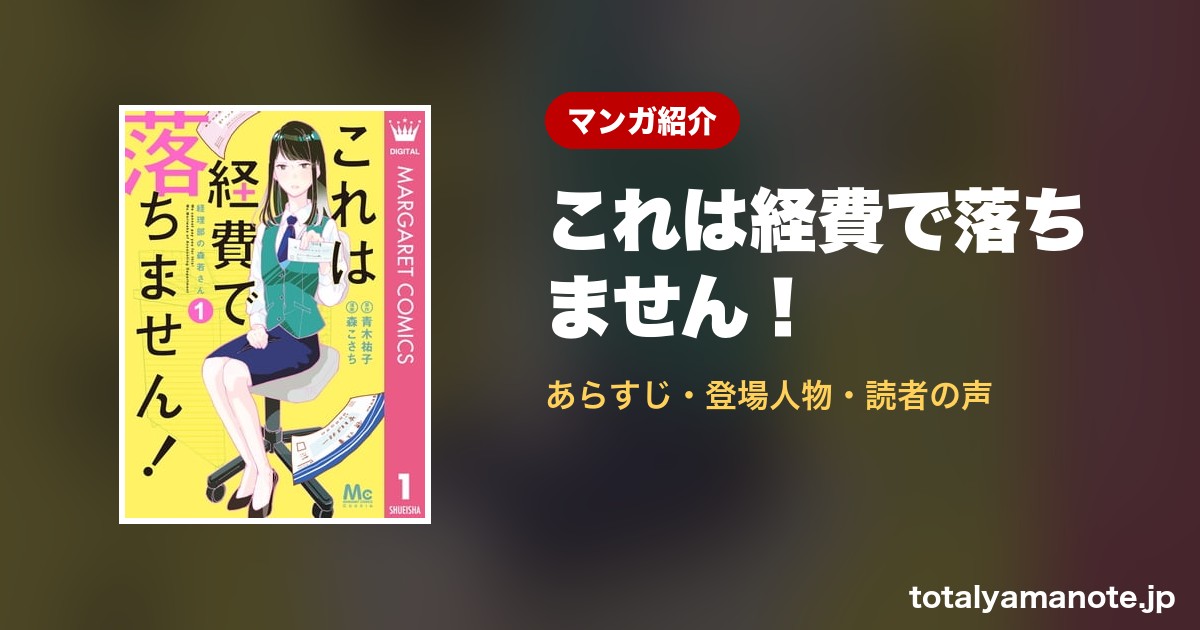 マンガ紹介
これは経費で落ち
ません！
あらすじ・登場人物・読者の声
totalyamanote.jp
これは
経費で
落ちません！
経理部の森若さん
1
青木祐子
森こさち
DIGITAL
MARGARET COMICS
1
SHUEISHA
Mc